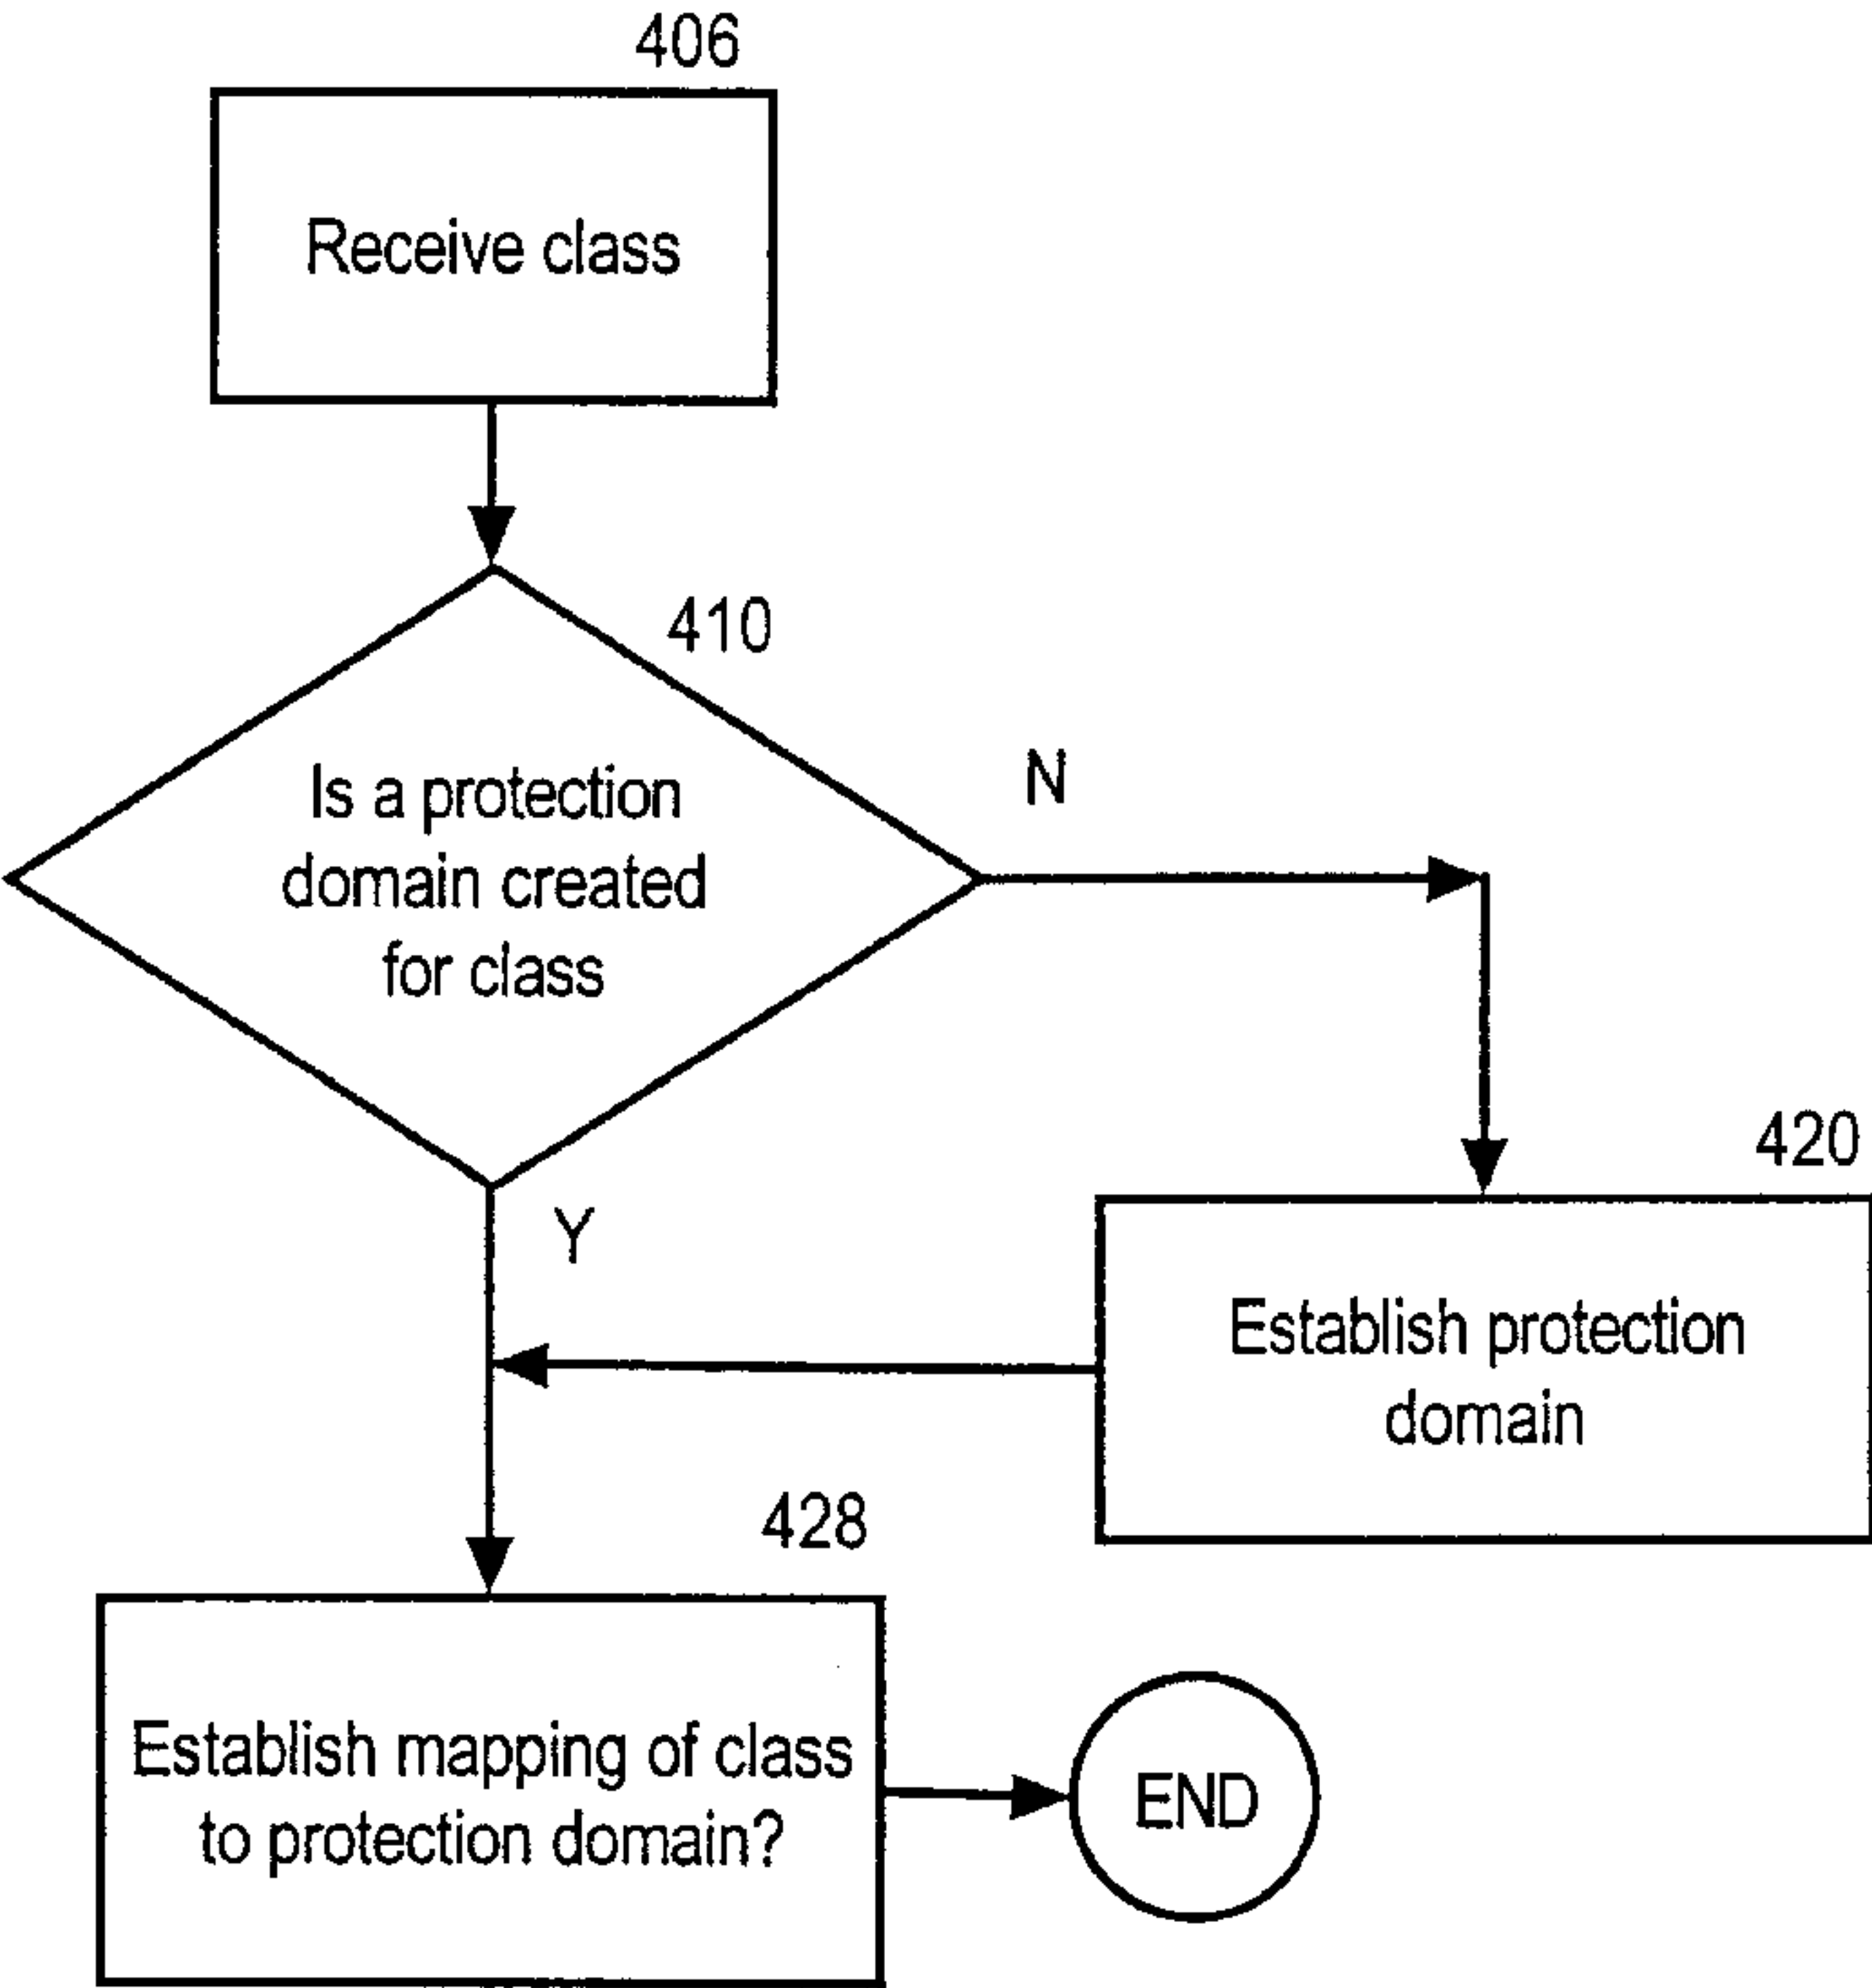 406
Receive class
410
Is a protection
domain created
for class
N
Y
420
Establish protection
domain
428
Establish mapping of class
to protection domain?
END